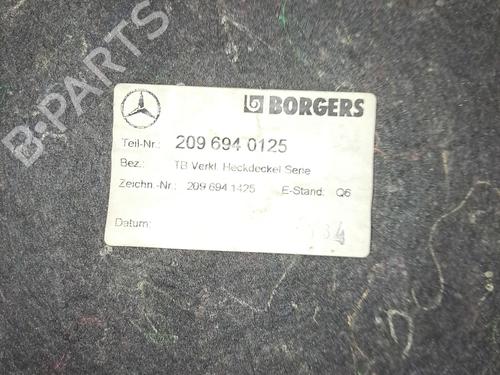 BORGERS
Teil-Nr.: 209 694 0125
Bez.: TB Verkl. Heckdeckel Serie
Zeichn.-Nr.: 209 694 1425 E-Stand: Q6
Datum:
B-PARTS